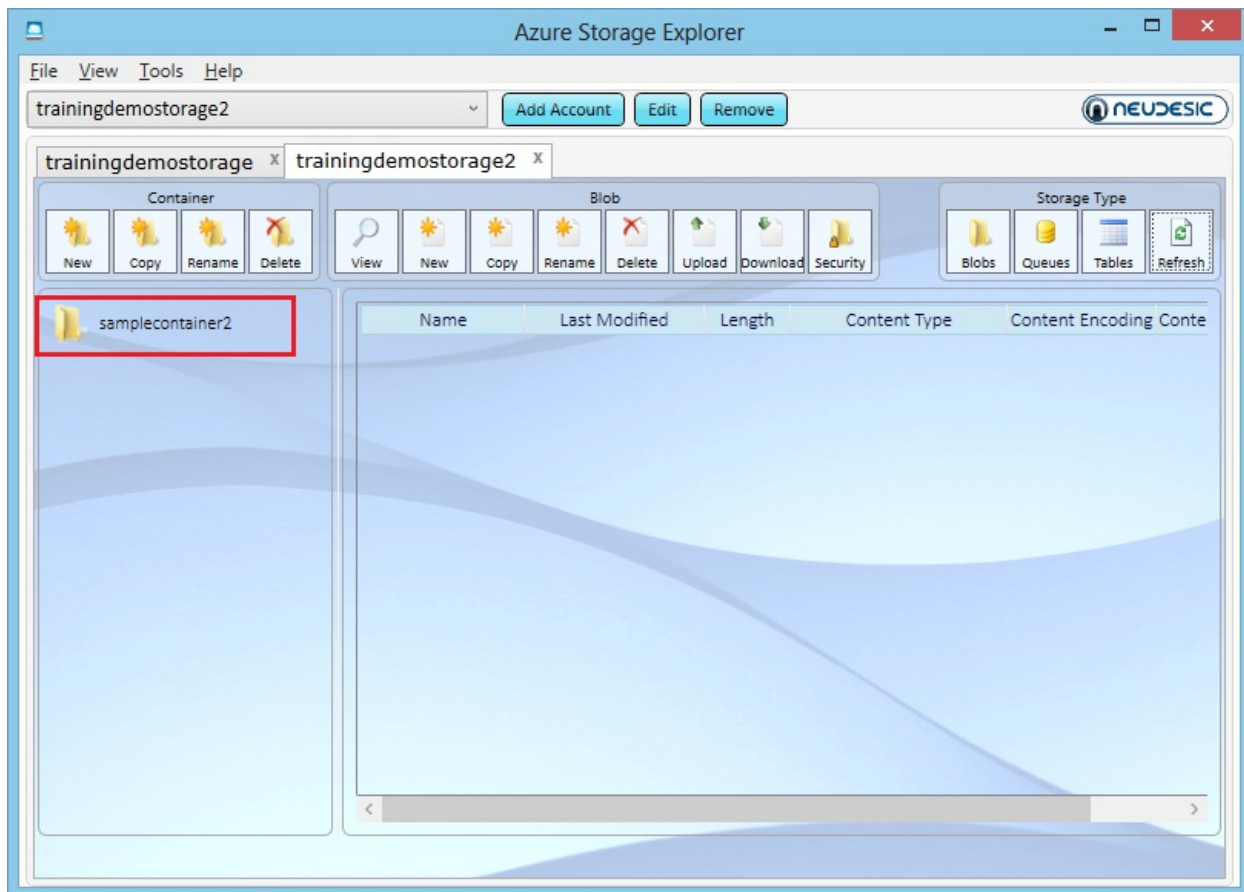 Azure Storage Explorer
File View Tools Help
trainingdemostorage2 Add Account Edit Remove NEUDESIC
trainingdemostorage x trainingdemostorage2 x
Container Blob Storage Type
New Copy Rename Delete View New Copy Rename Delete Upload Download Security Blobs Queues Tables Refresh
samplecontainer2
Name Last Modified Length Content Type Content Encoding Conte